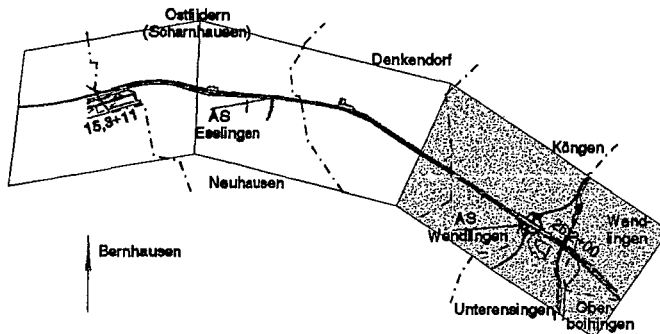 Ostfildern
(Scharnhausen)
Denkendorf
15,3+11
AS
Esslingen
Neuhausen
Köngen
AS
Wendlingen
Wend-
lingen
Bernhausen
Unterensingen
Ober-
boihingen